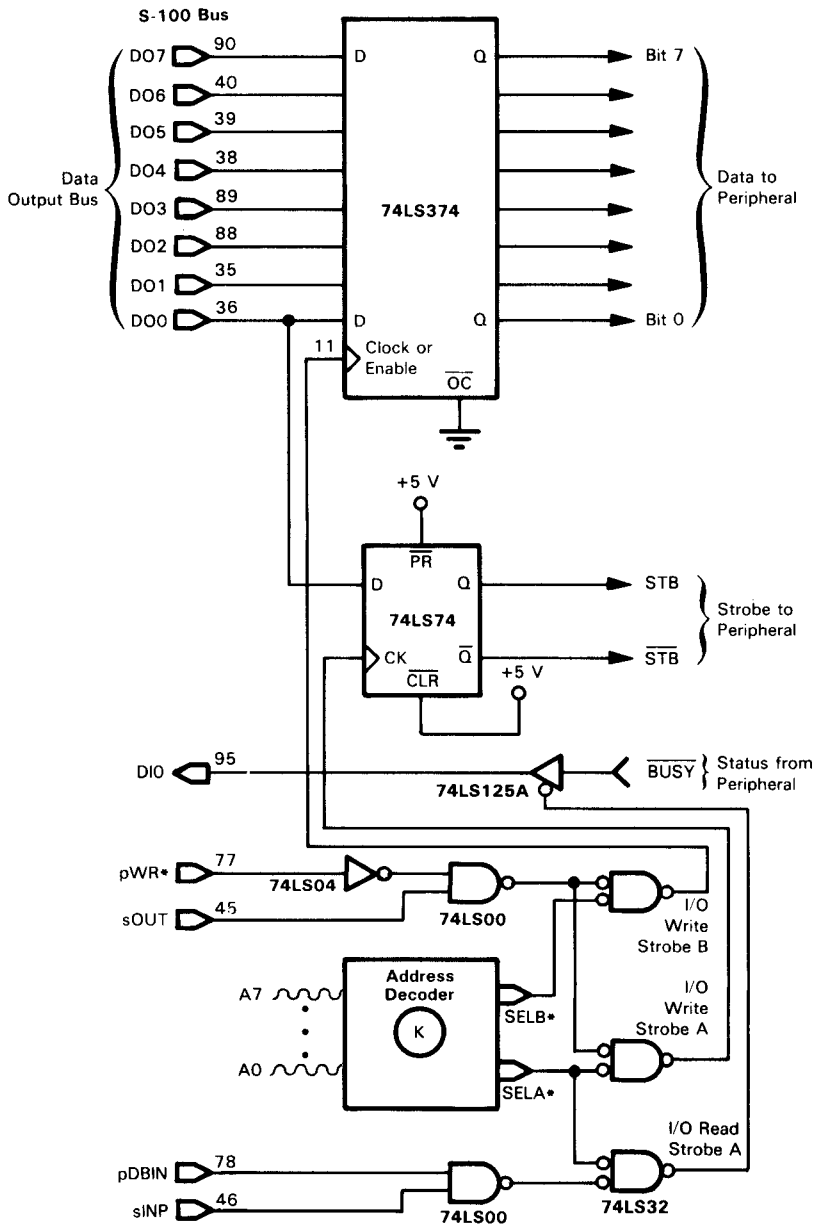 S-100 Bus
DO7 90 D Q Bit 7
DO6 40
DO5 39
DO4 38
Data Output Bus
Data to Peripheral
DO3 89
74LS374
DO2 88
DO1 35
DO0 36 D Q Bit 0
11 Clock or Enable
OC
+5 V
PR
D Q STB
74LS74
Strobe to Peripheral
CK Q STB
CLR
+5 V
DI0 95 BUSY Status from Peripheral
74LS125A
pWR* 77
74LS04
sOUT 45
74LS00
I/O Write Strobe B
Address Decoder
A7
K
A0
SELB*
I/O Write Strobe A
SELA*
I/O Read Strobe A
pDBIN 78
sINP 46
74LS00
74LS32